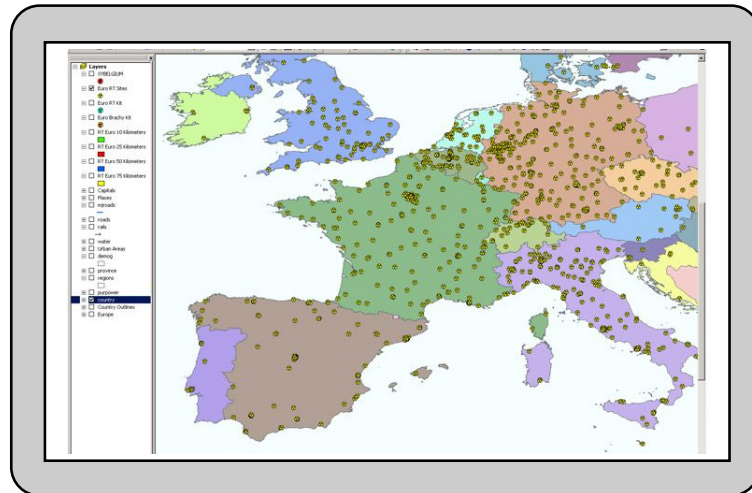 Layers
XYBELGIUM
Euro RT Sites
Euro RT Kit
Euro Brachy Kit
RT Euro 10 Kilometers
RT Euro 25 Kilometers
RT Euro 50 Kilometers
RT Euro 75 Kilometers
Capitals
Places
mjroads
roads
rails
water
Urban Areas
demog
province
regions
purpower
country
Country Outlines
Europe